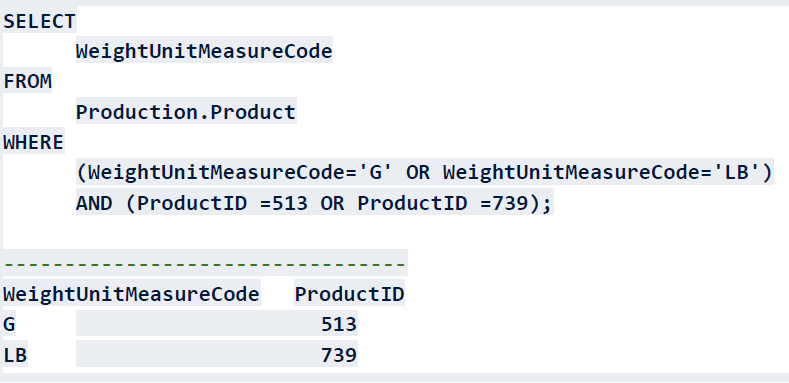 SELECT
WeightUnitMeasureCode
FROM
Production.Product
WHERE
(WeightUnitMeasureCode='G' OR WeightUnitMeasureCode='LB')
AND (ProductID =513 OR ProductID =739);
---------------------------------
WeightUnitMeasureCode ProductID
G 513
LB 739